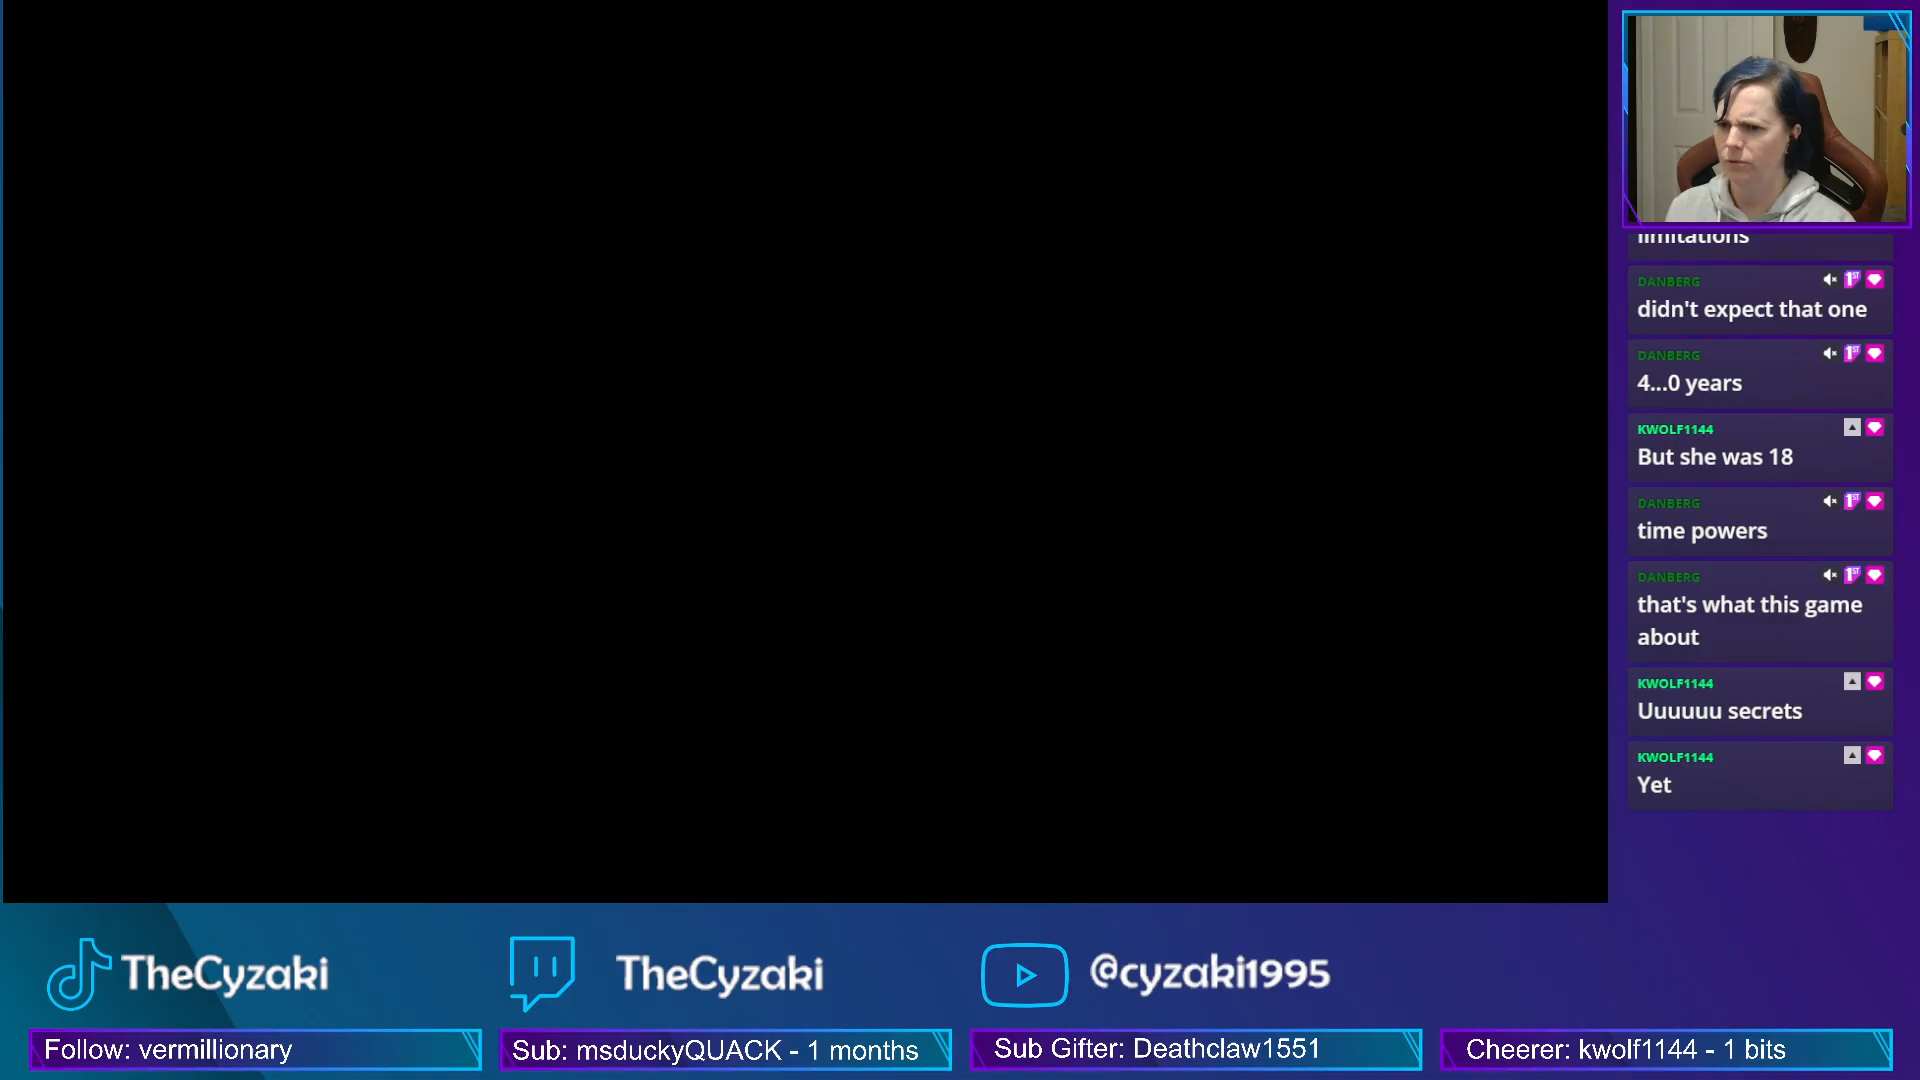 limitations
DANBERG
didn't expect that one
DANBERG
4...0 years
KWOLF1144
But she was 18
DANBERG
time powers
DANBERG
that's what this game
about
KWOLF1144
Uuuuuu secrets
KWOLF1144
Yet
TheCyzaki
TheCyzaki
@cyzaki1995
Follow: vermillionary
Sub: msduckyQUACK - 1 months
Sub Gifter: Deathclaw1551
Cheerer: kwolf1144 - 1 bits